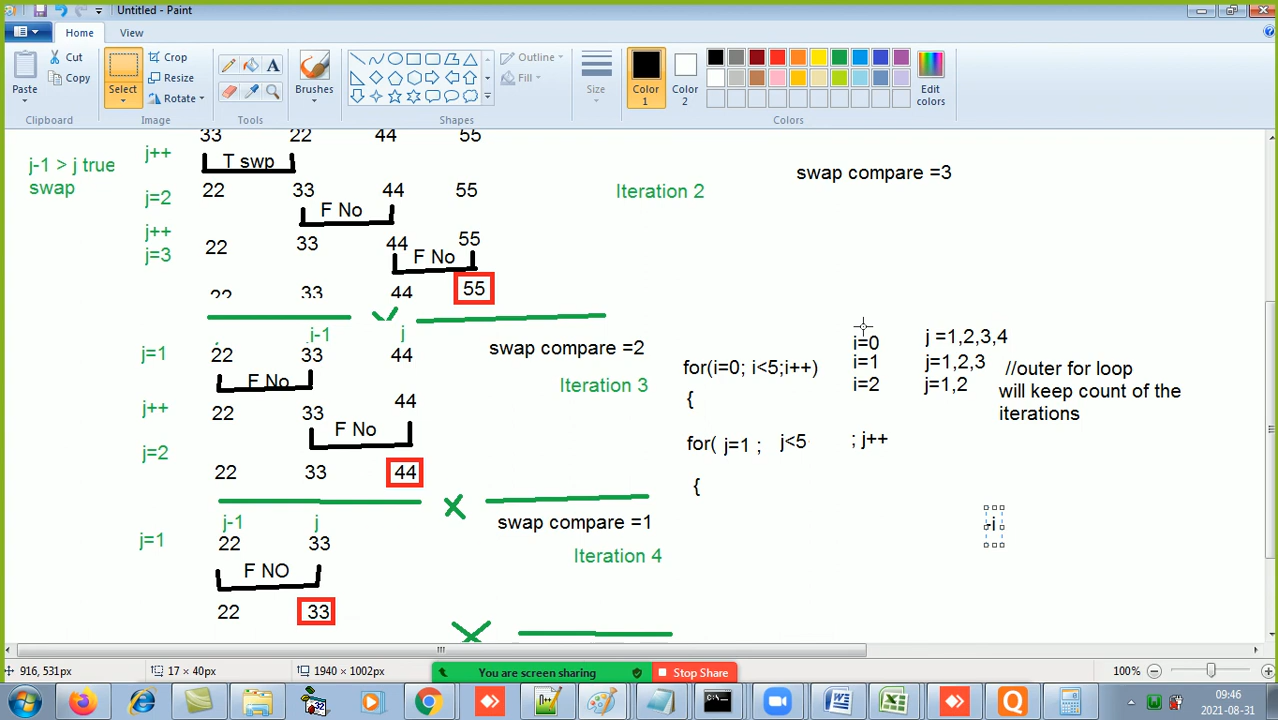 Untitled - Paint
Home View
Paste
Cut
Copy
Select
Crop
Resize
Rotate
Brushes
Outline
Fill
Size
Color 1
Color 2
Edit colors
Clipboard Image Tools Shapes Colors
33 22 44 55
j++
T swp
j-1 > j true
swap
swap compare =3
j=2 22 33 44 55
Iteration 2
F No
j++
j=3 22 33 44 55
F No
55
22 33 44
j-1 j
swap compare =2
j=1 22 33 44
F No
Iteration 3
j++ 22 33 44
F No
j=2
22 33 44
i=0 j =1,2,3,4
i=1 j=1,2,3
i=2 j=1,2
for(i=0; i<5;i++)
//outer for loop
will keep count of the
iterations
{
for( j=1 ; j<5 ; j++
{
-i
j-1 j
swap compare =1
j=1 22 33
Iteration 4
F NO
22 33
916, 531px
17 × 40px
1940 × 1002px
You are screen sharing
Stop Share
100%
09:46
2021-08-31